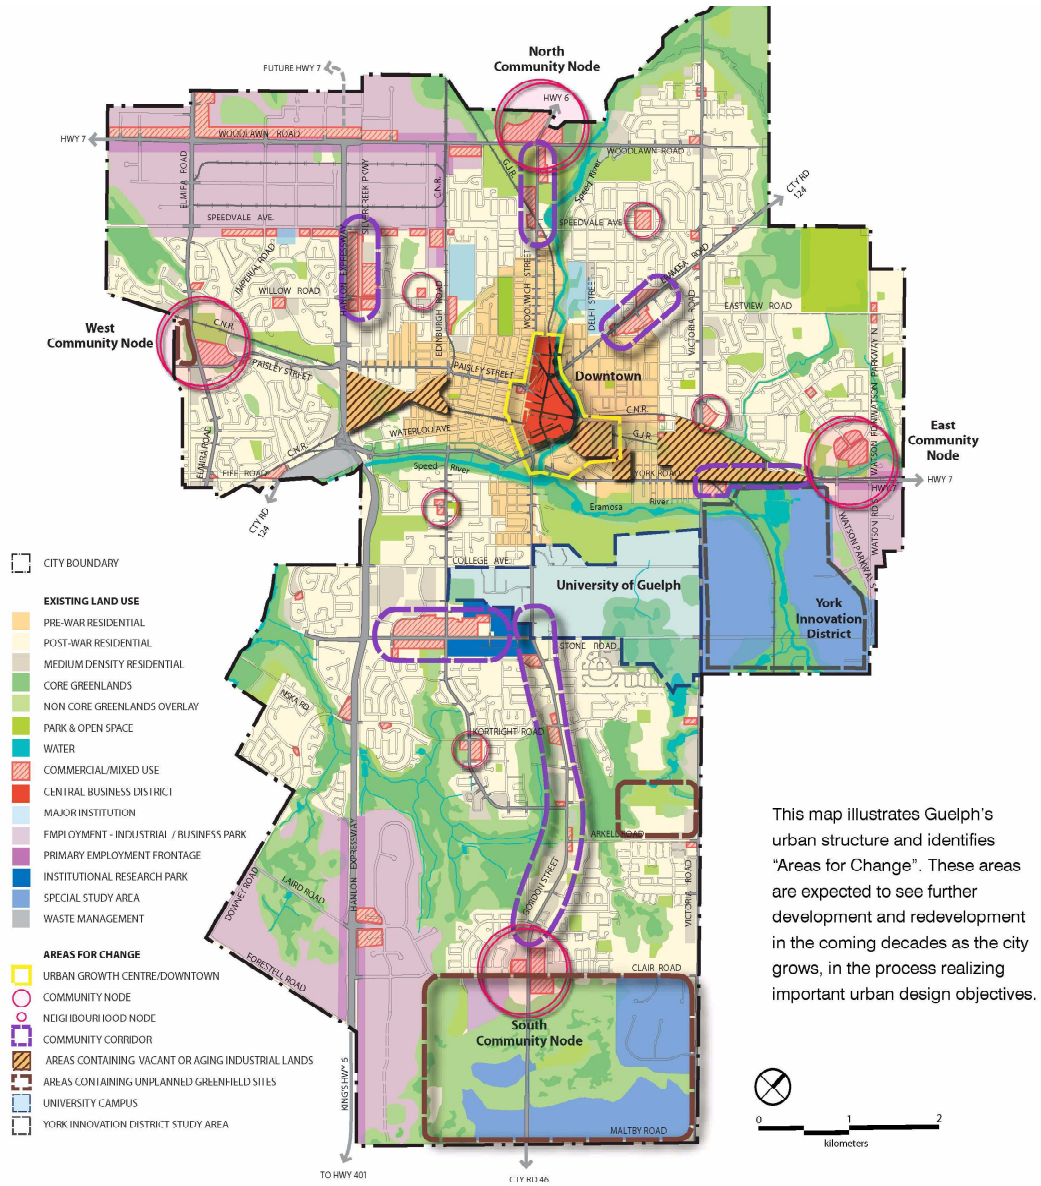 North
Community Node
FUTURE HWY 7
HWY 6
HWY 7
WOODLAWN ROAD
WOODLAWN ROAD
ELMIRA ROAD
SILVERCREEK PKWY
C.N.R.
G.J.R.
Speed River
CTY RD
124
SPEEDVALE AVE.
SPEEDVALE AVE
IMPERIAL ROAD
WILLOW ROAD
HANLON EXPRESSWAY
EDINBURGH ROAD
WOOLWICH STREET
DELHI STREET
ERAMOSA ROAD
VICTORIA ROAD
EASTVIEW ROAD
West
Community Node
C.N.R.
PAISLEY STREET
PAISLEY STREET
Downtown
WATSON PARKWAY N
C.N.R.
G.J.R.
WATERLOO AVE
East
Community
Node
ELMIRA ROAD
C.N.R.
FIFE ROAD
Speed River
YORK ROAD
HWY 7
HWY 7
CTY RD
124
Eramosa River
WATSON PARKWAY S
WATSON RD S
COLLEGE AVE.
University of Guelph
York
Innovation
District
STONE ROAD
NISKA RD
KORTRIGHT ROAD
ARKELL ROAD
HANLON EXPRESSWAY
DOWNEY ROAD
LAIRD ROAD
GORDON STREET
VICTORIA ROAD
FORESTELL ROAD
CLAIR ROAD
South
Community Node
KING'S HWY 5
MALTBY ROAD
TO HWY 401
CTY RD 46
CITY BOUNDARY
EXISTING LAND USE
PRE-WAR RESIDENTIAL
POST-WAR RESIDENTIAL
MEDIUM DENSITY RESIDENTIAL
CORE GREENLANDS
NON CORE GREENLANDS OVERLAY
PARK & OPEN SPACE
WATER
COMMERCIAL/MIXED USE
CENTRAL BUSINESS DISTRICT
MAJOR INSTITUTION
EMPLOYMENT - INDUSTRIAL / BUSINESS PARK
PRIMARY EMPLOYMENT FRONTAGE
INSTITUTIONAL RESEARCH PARK
SPECIAL STUDY AREA
WASTE MANAGEMENT
AREAS FOR CHANGE
URBAN GROWTH CENTRE/DOWNTOWN
COMMUNITY NODE
NEIGHBOURHOOD NODE
COMMUNITY CORRIDOR
AREAS CONTAINING VACANT OR AGING INDUSTRIAL LANDS
AREAS CONTAINING UNPLANNED GREENFIELD SITES
UNIVERSITY CAMPUS
YORK INNOVATION DISTRICT STUDY AREA
This map illustrates Guelph's
urban structure and identifies
"Areas for Change". These areas
are expected to see further
development and redevelopment
in the coming decades as the city
grows, in the process realizing
important urban design objectives.
0 1 2
kilometers